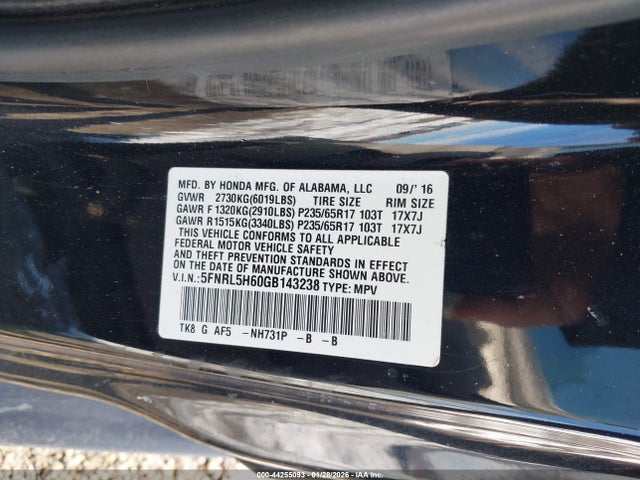 MFD. BY HONDA MFG. OF ALABAMA, LLC 09/' 16
GVWR 2730KG(6019LBS) TIRE SIZE RIM SIZE
GAWR F 1320KG(2910LBS) P235/65R17 103T 17X7J
GAWR R1515KG(3340LBS) P235/65R17 103T 17X7J
THIS VEHICLE CONFORMS TO ALL APPLICABLE
FEDERAL MOTOR VEHICLE SAFETY
AND THEFT PREVENTION STANDARDS IN EFFECT
ON THE DATE OF MANUFACTURE SHOWN ABOVE.
V.I.N.: 5FNRL5H60GB143238 TYPE: MPV
TK8 G AF5 -NH731P -B -B
000-44255093 - 01/28/2026 - IAAI.COM